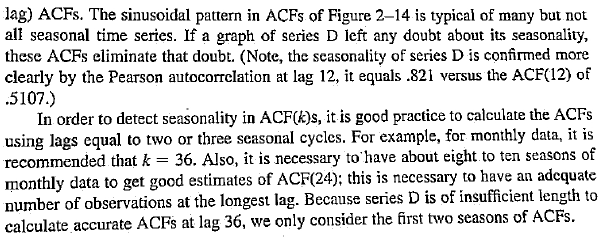 lag) ACFs. The sinusoidal pattern in ACFs of Figure 2–14 is typical of many but not
all seasonal time series. If a graph of series D left any doubt about its seasonality,
these ACFs eliminate that doubt. (Note, the seasonality of series D is confirmed more
clearly by the Pearson autocorrelation at lag 12, it equals .821 versus the ACF(12) of
.5107.)
In order to detect seasonality in ACF(k)s, it is good practice to calculate the ACFs
using lags equal to two or three seasonal cycles. For example, for monthly data, it is
recommended that k = 36. Also, it is necessary to have about eight to ten seasons of
monthly data to get good estimates of ACF(24); this is necessary to have an adequate
number of observations at the longest lag. Because series D is of insufficient length to
calculate accurate ACFs at lag 36, we only consider the first two seasons of ACFs.